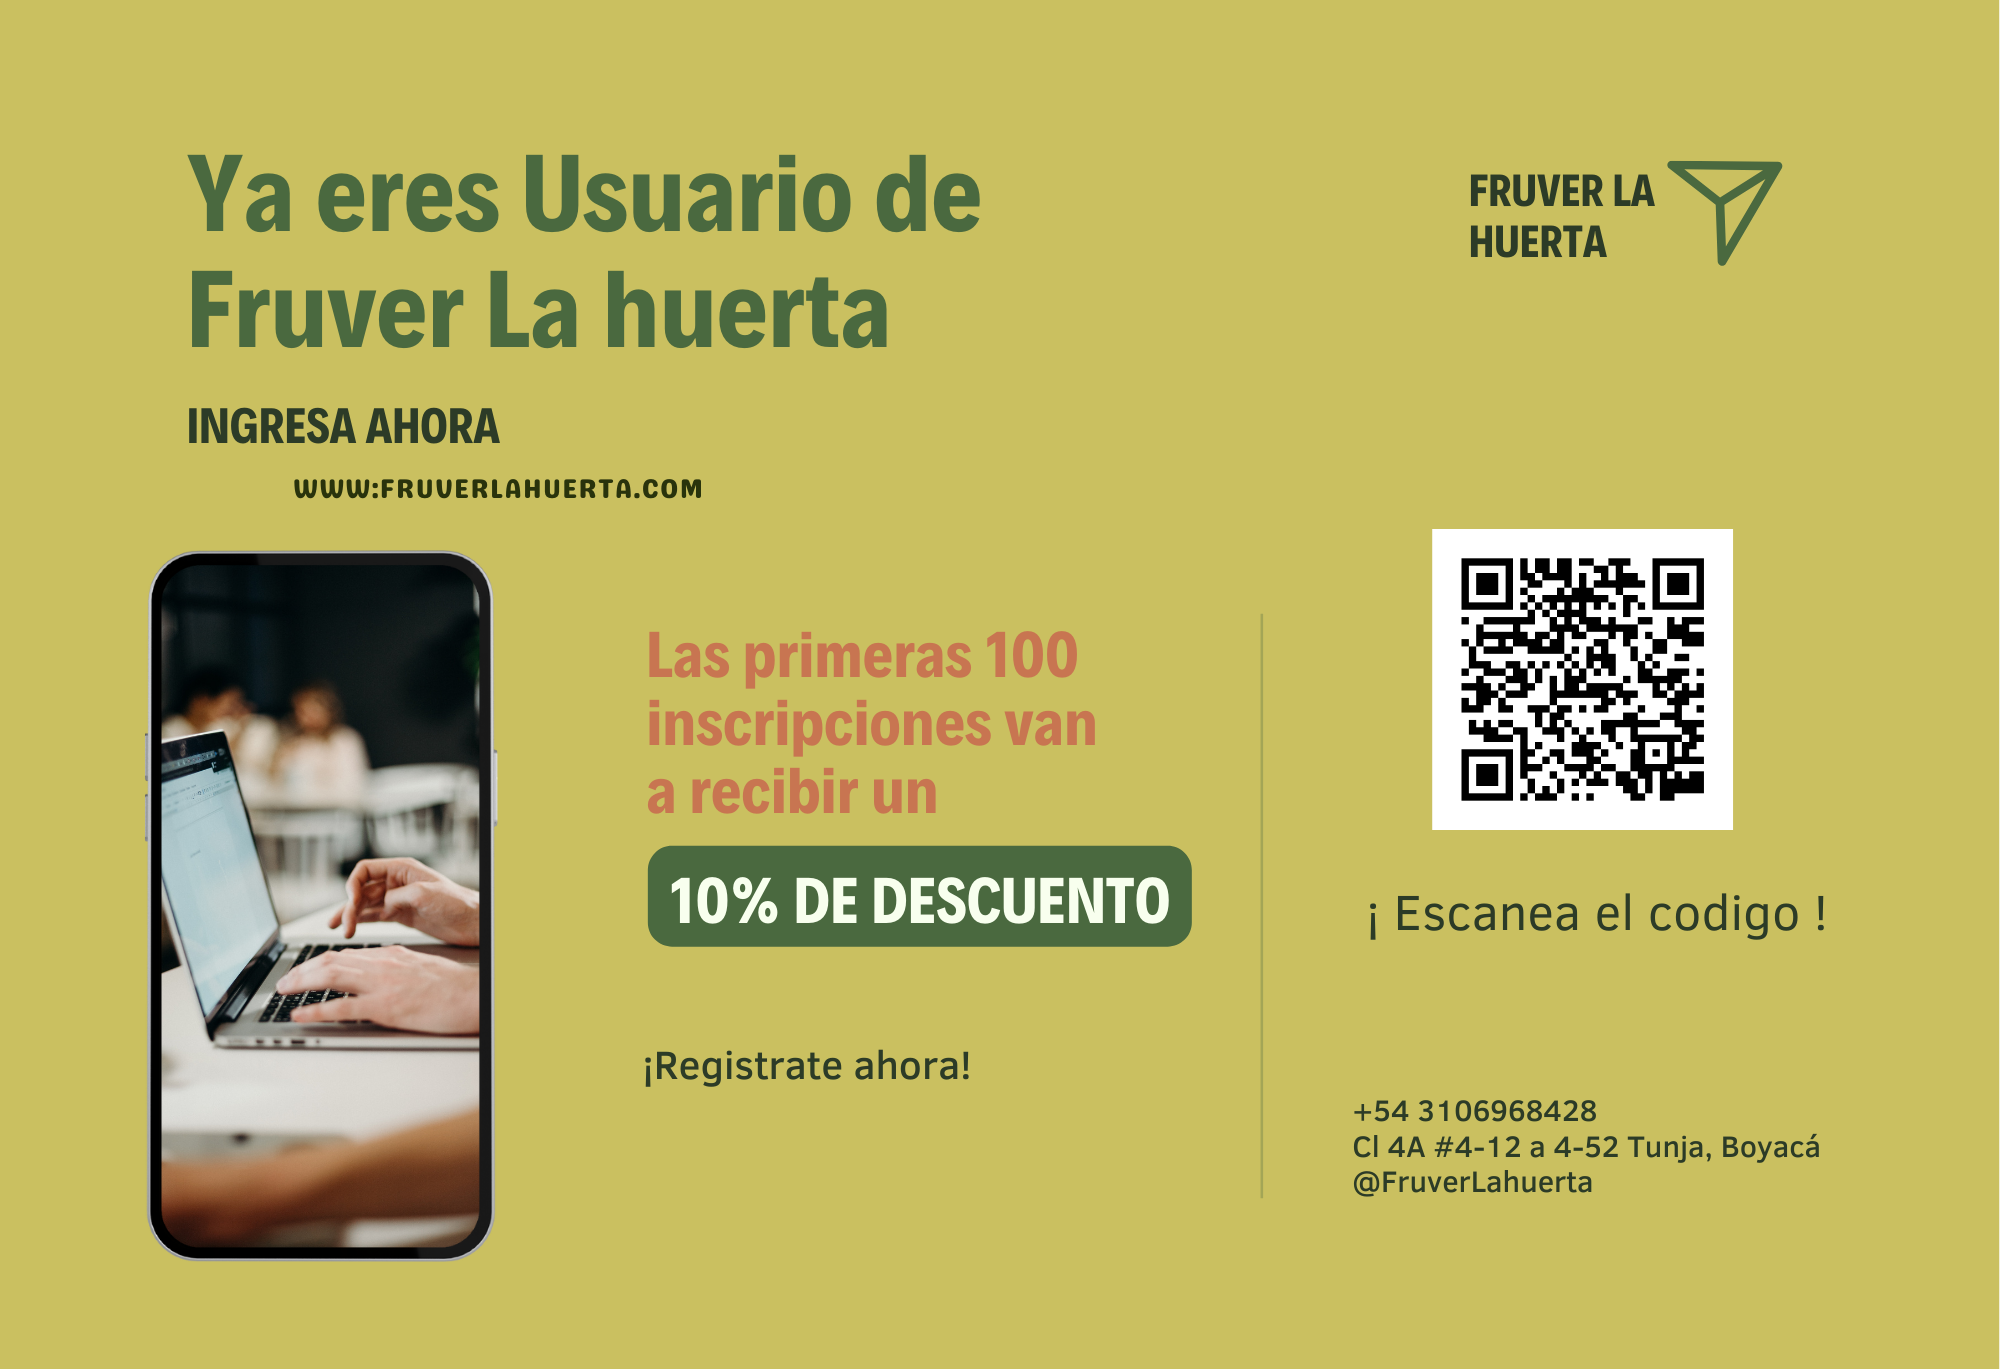 Ya eres Usuario de
Fruver La huerta
FRUVER LA
HUERTA
INGRESA AHORA
WWW:FRUVERLAHUERTA.COM
Las primeras 100
inscripciones van
a recibir un
10% DE DESCUENTO
¡Registrate ahora!
¡ Escanea el codigo !
+54 3106968428
Cl 4A #4-12 a 4-52 Tunja, Boyacá
@FruverLahuerta